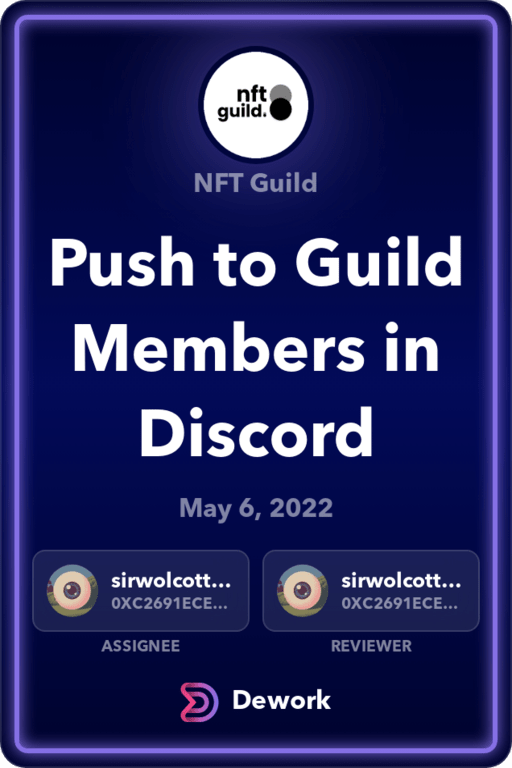 nft
guild.
NFT Guild
Push to Guild
Members in
Discord
May 6, 2022
sirwolcott...
0XC2691ECE...
ASSIGNEE
sirwolcott...
0XC2691ECE...
REVIEWER
Dework